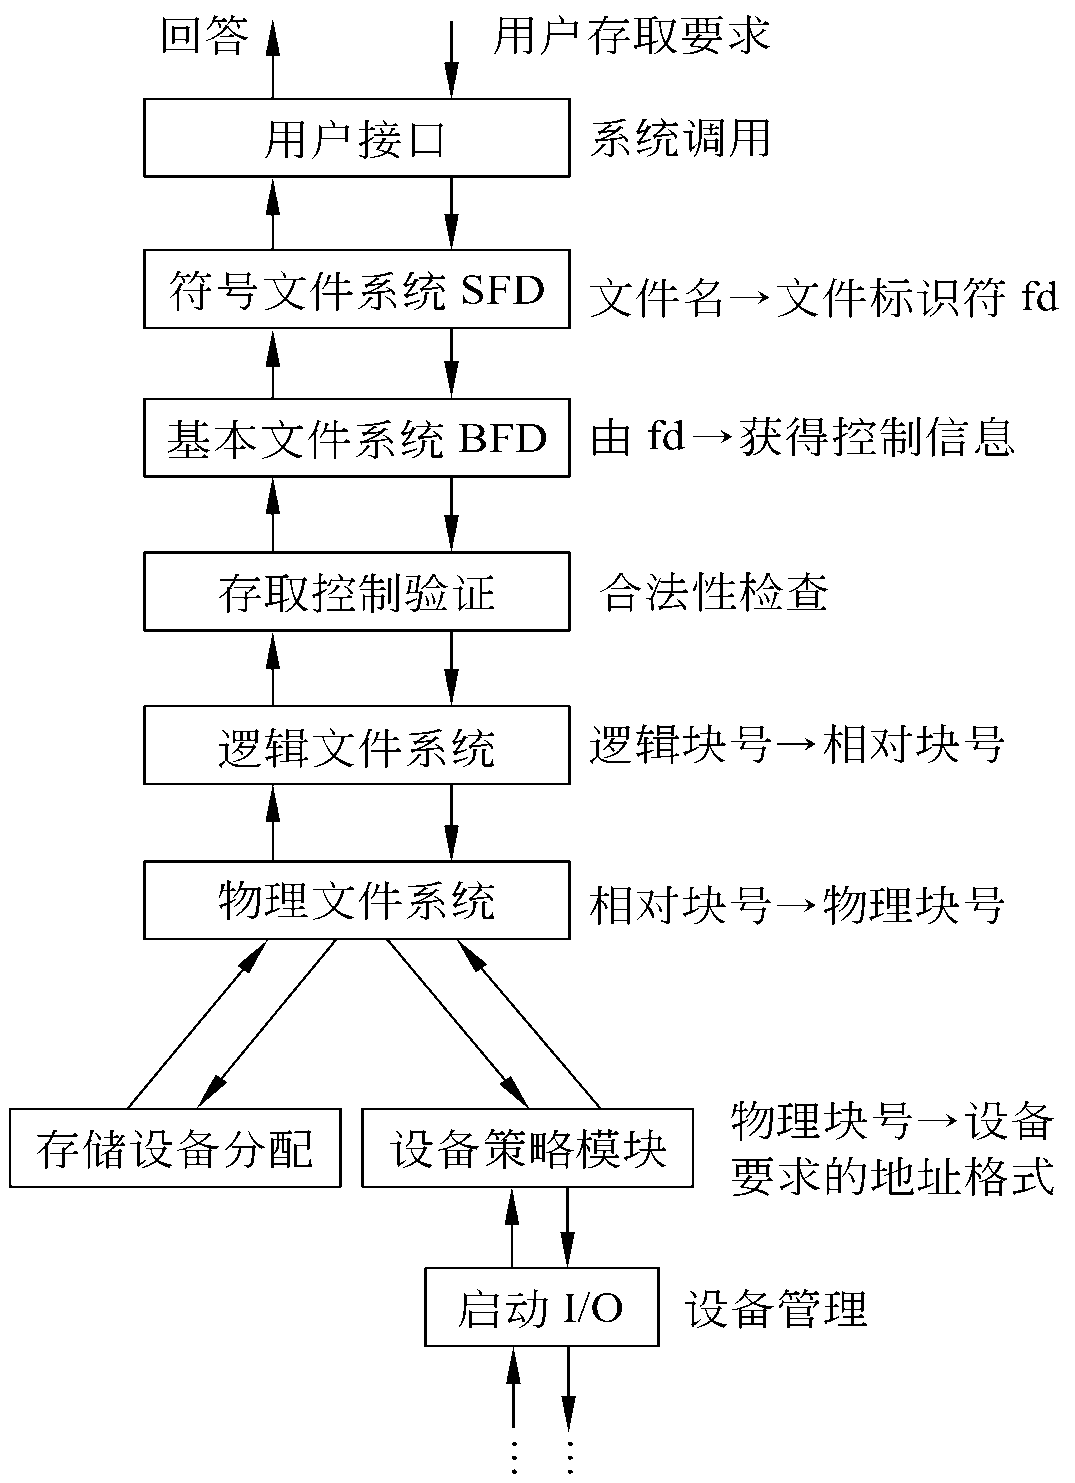 回答
用户存取要求
用户接口
系统调用
符号文件系统 SFD
文件名→文件标识符 fd
基本文件系统 BFD
由 fd→获得控制信息
存取控制验证
合法性检查
逻辑文件系统
逻辑块号→相对块号
物理文件系统
相对块号→物理块号
存储设备分配
设备策略模块
物理块号→设备
要求的地址格式
启动 I/O
设备管理